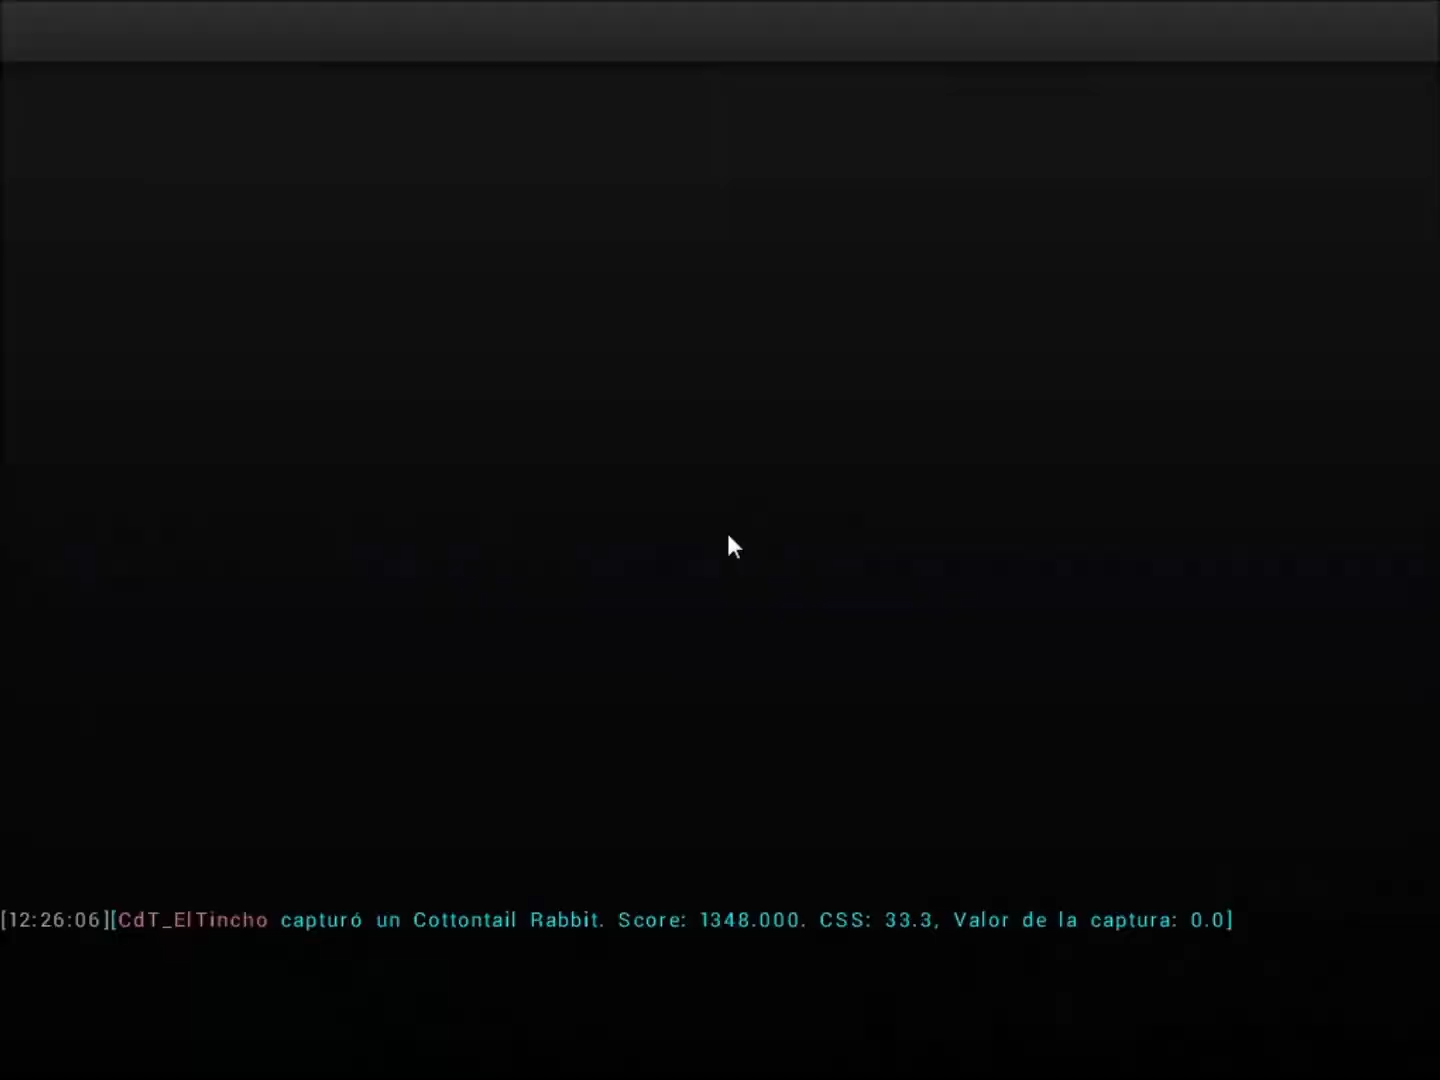 [12:26:06][CdT_ElTincho capturó un Cottontail Rabbit. Score: 1348.000. CSS: 33.3, Valor de la captura: 0.0]